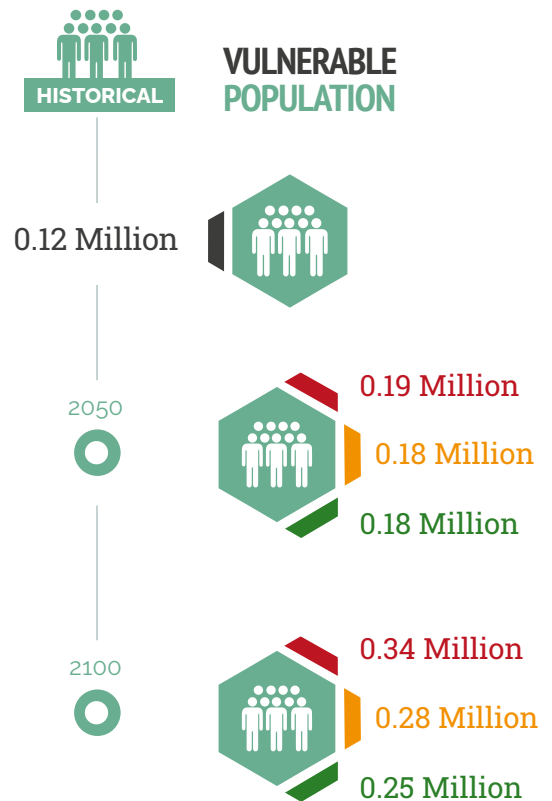 HISTORICAL
VULNERABLE
POPULATION
0.12 Million
2050
0.19 Million
0.18 Million
0.18 Million
2100
0.34 Million
0.28 Million
0.25 Million